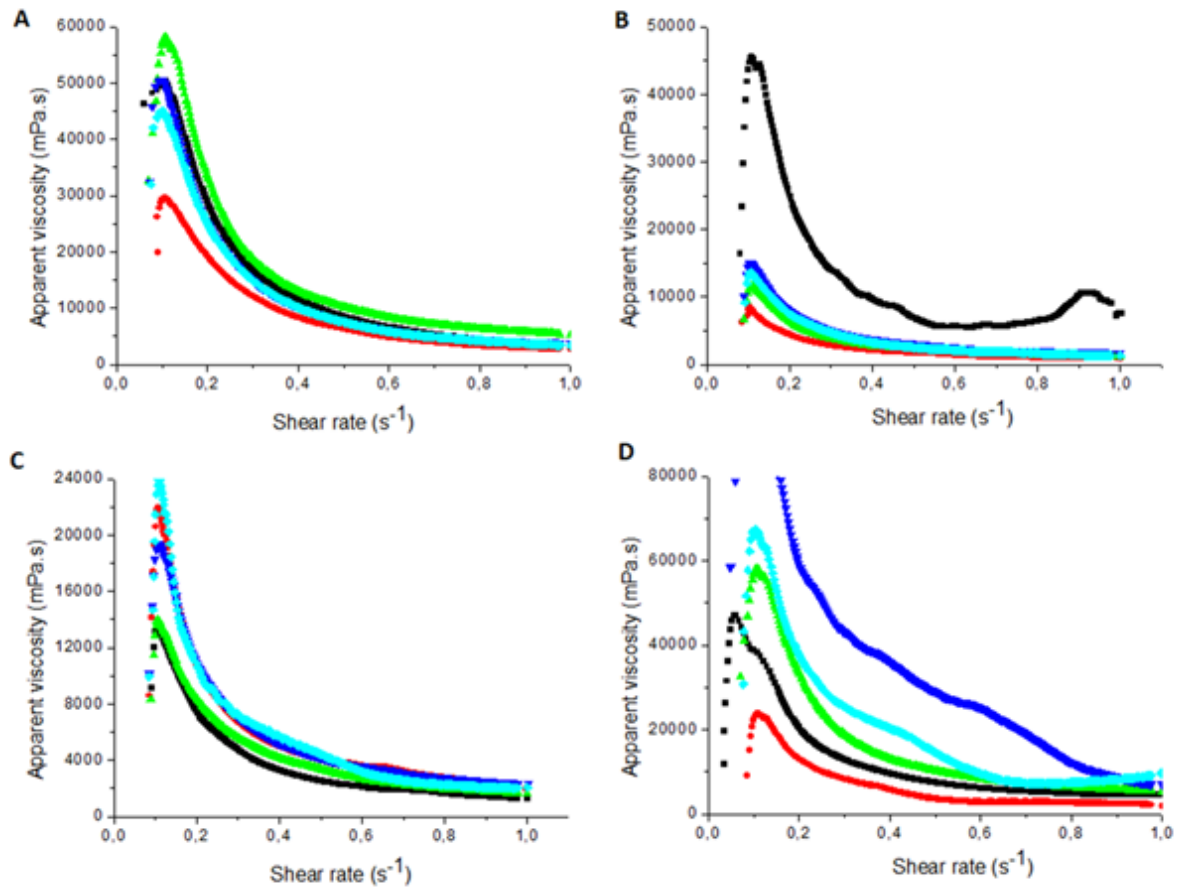 A
Apparent viscosity (mPa.s)
60000
50000
40000
30000
20000
10000
0
0,0 0,2 0,4 0,6 0,8 1,0
Shear rate (s-1)
B
Apparent viscosity (mPa.s)
50000
40000
30000
20000
10000
0
0,0 0,2 0,4 0,6 0,8 1,0
Shear rate (s-1)
C
Apparent viscosity (mPa.s)
24000
20000
16000
12000
8000
4000
0
0,0 0,2 0,4 0,6 0,8 1,0
Shear rate (s-1)
D
Apparent viscosity (mPa.s)
80000
60000
40000
20000
0
0,0 0,2 0,4 0,6 0,8 1,0
Shear rate (s-1)